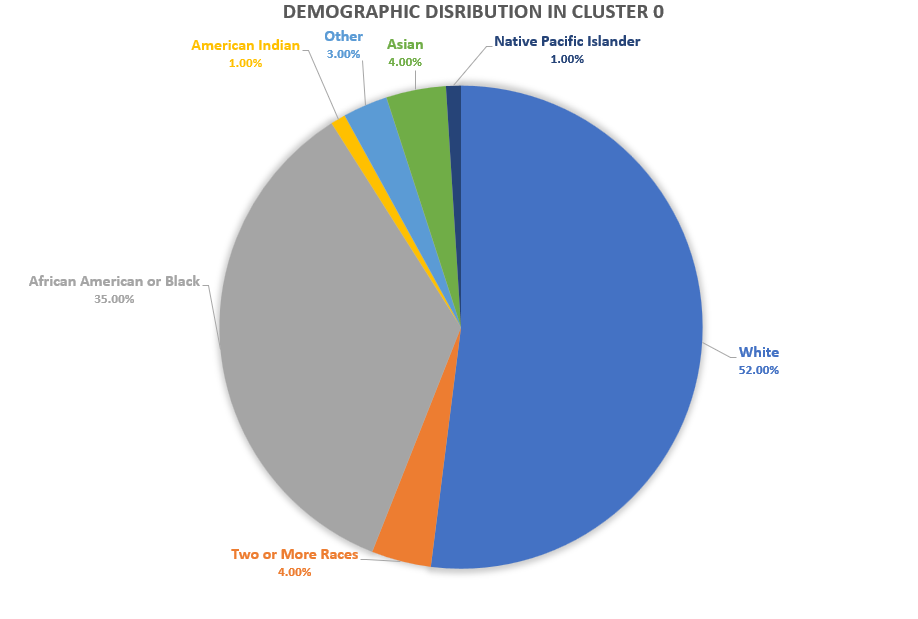 DEMOGRAPHIC DISRIBUTION IN CLUSTER 0
American Indian
1.00%
Other
3.00%
Asian
4.00%
Native Pacific Islander
1.00%
African American or Black
35.00%
White
52.00%
Two or More Races
4.00%